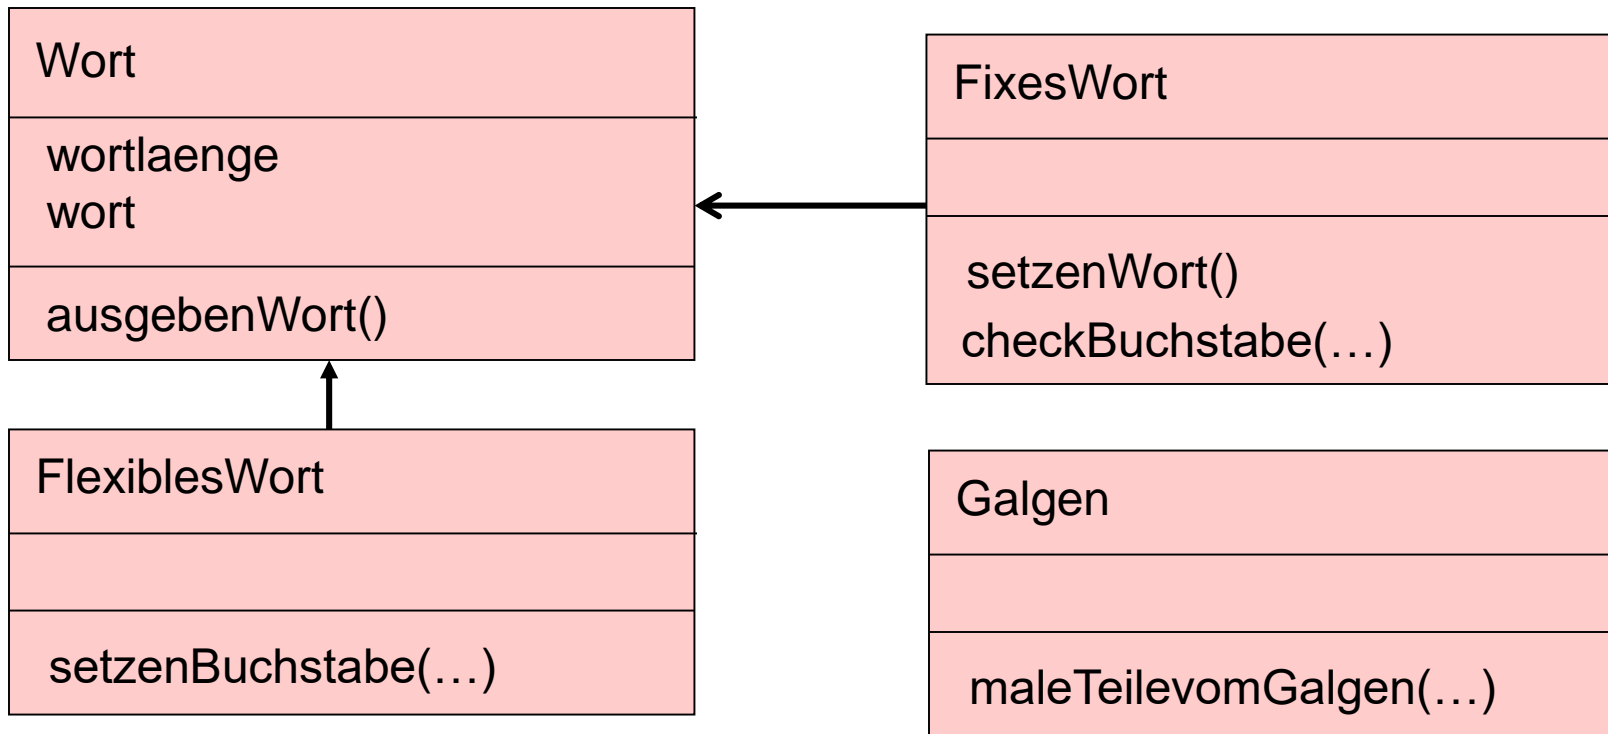 Wort
wortlaenge
wort
ausgebenWort()
FixesWort
setzenWort()
checkBuchstabe(…)
FlexiblesWort
setzenBuchstabe(…)
Galgen
maleTeilevomGalgen(…)